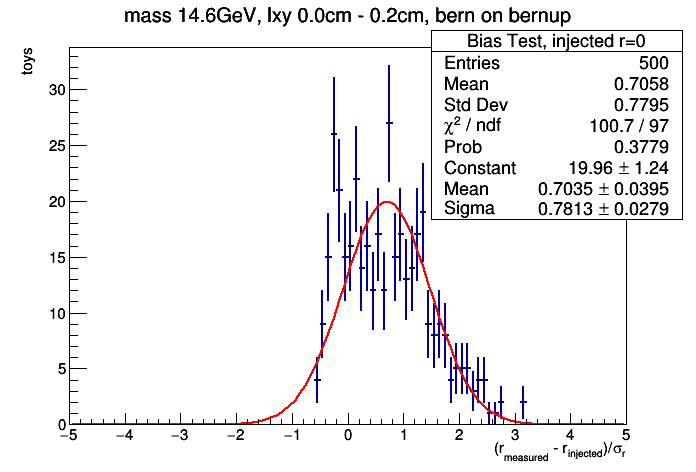 mass 14.6GeV, lxy 0.0cm - 0.2cm, bern on bernup
Bias Test, injected r=0
Entries 500
Mean 0.7058
Std Dev 0.7795
χ² / ndf 100.7 / 97
Prob 0.3779
Constant 19.96 ± 1.24
Mean 0.7035 ± 0.0395
Sigma 0.7813 ± 0.0279
toys
30
25
20
15
10
5
0
−5 −4 −3 −2 −1 0 1 2 3 4 5
(r_measured - r_injected)/σ_r